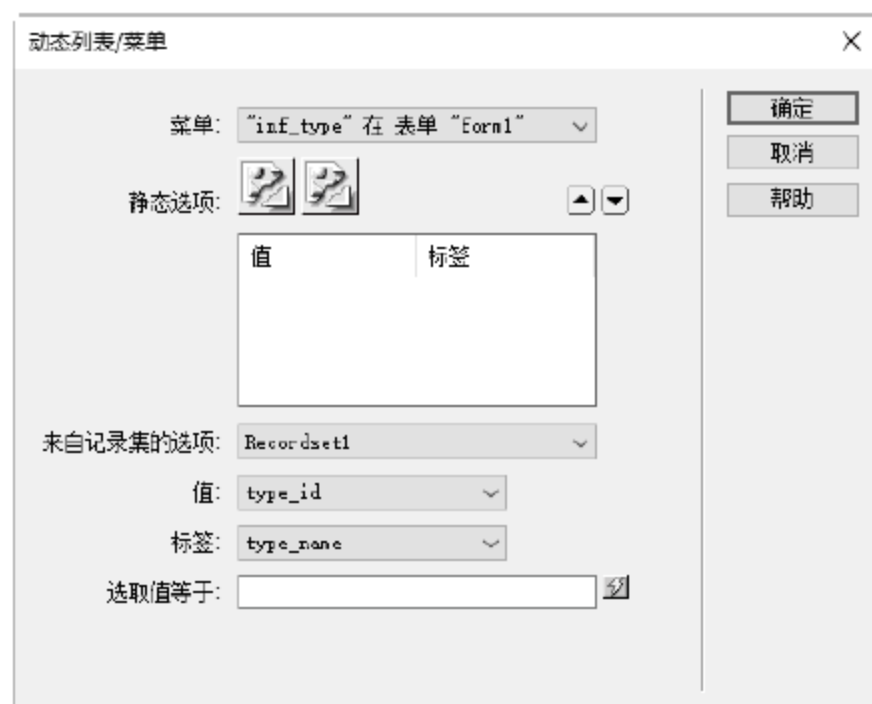 动态列表/菜单
菜单: "inf_type" 在 表单 "form1"
确定
取消
静态选项:
帮助
值 标签
来自记录集的选项: Recordset1
值: type_id
标签: type_name
选取值等于: